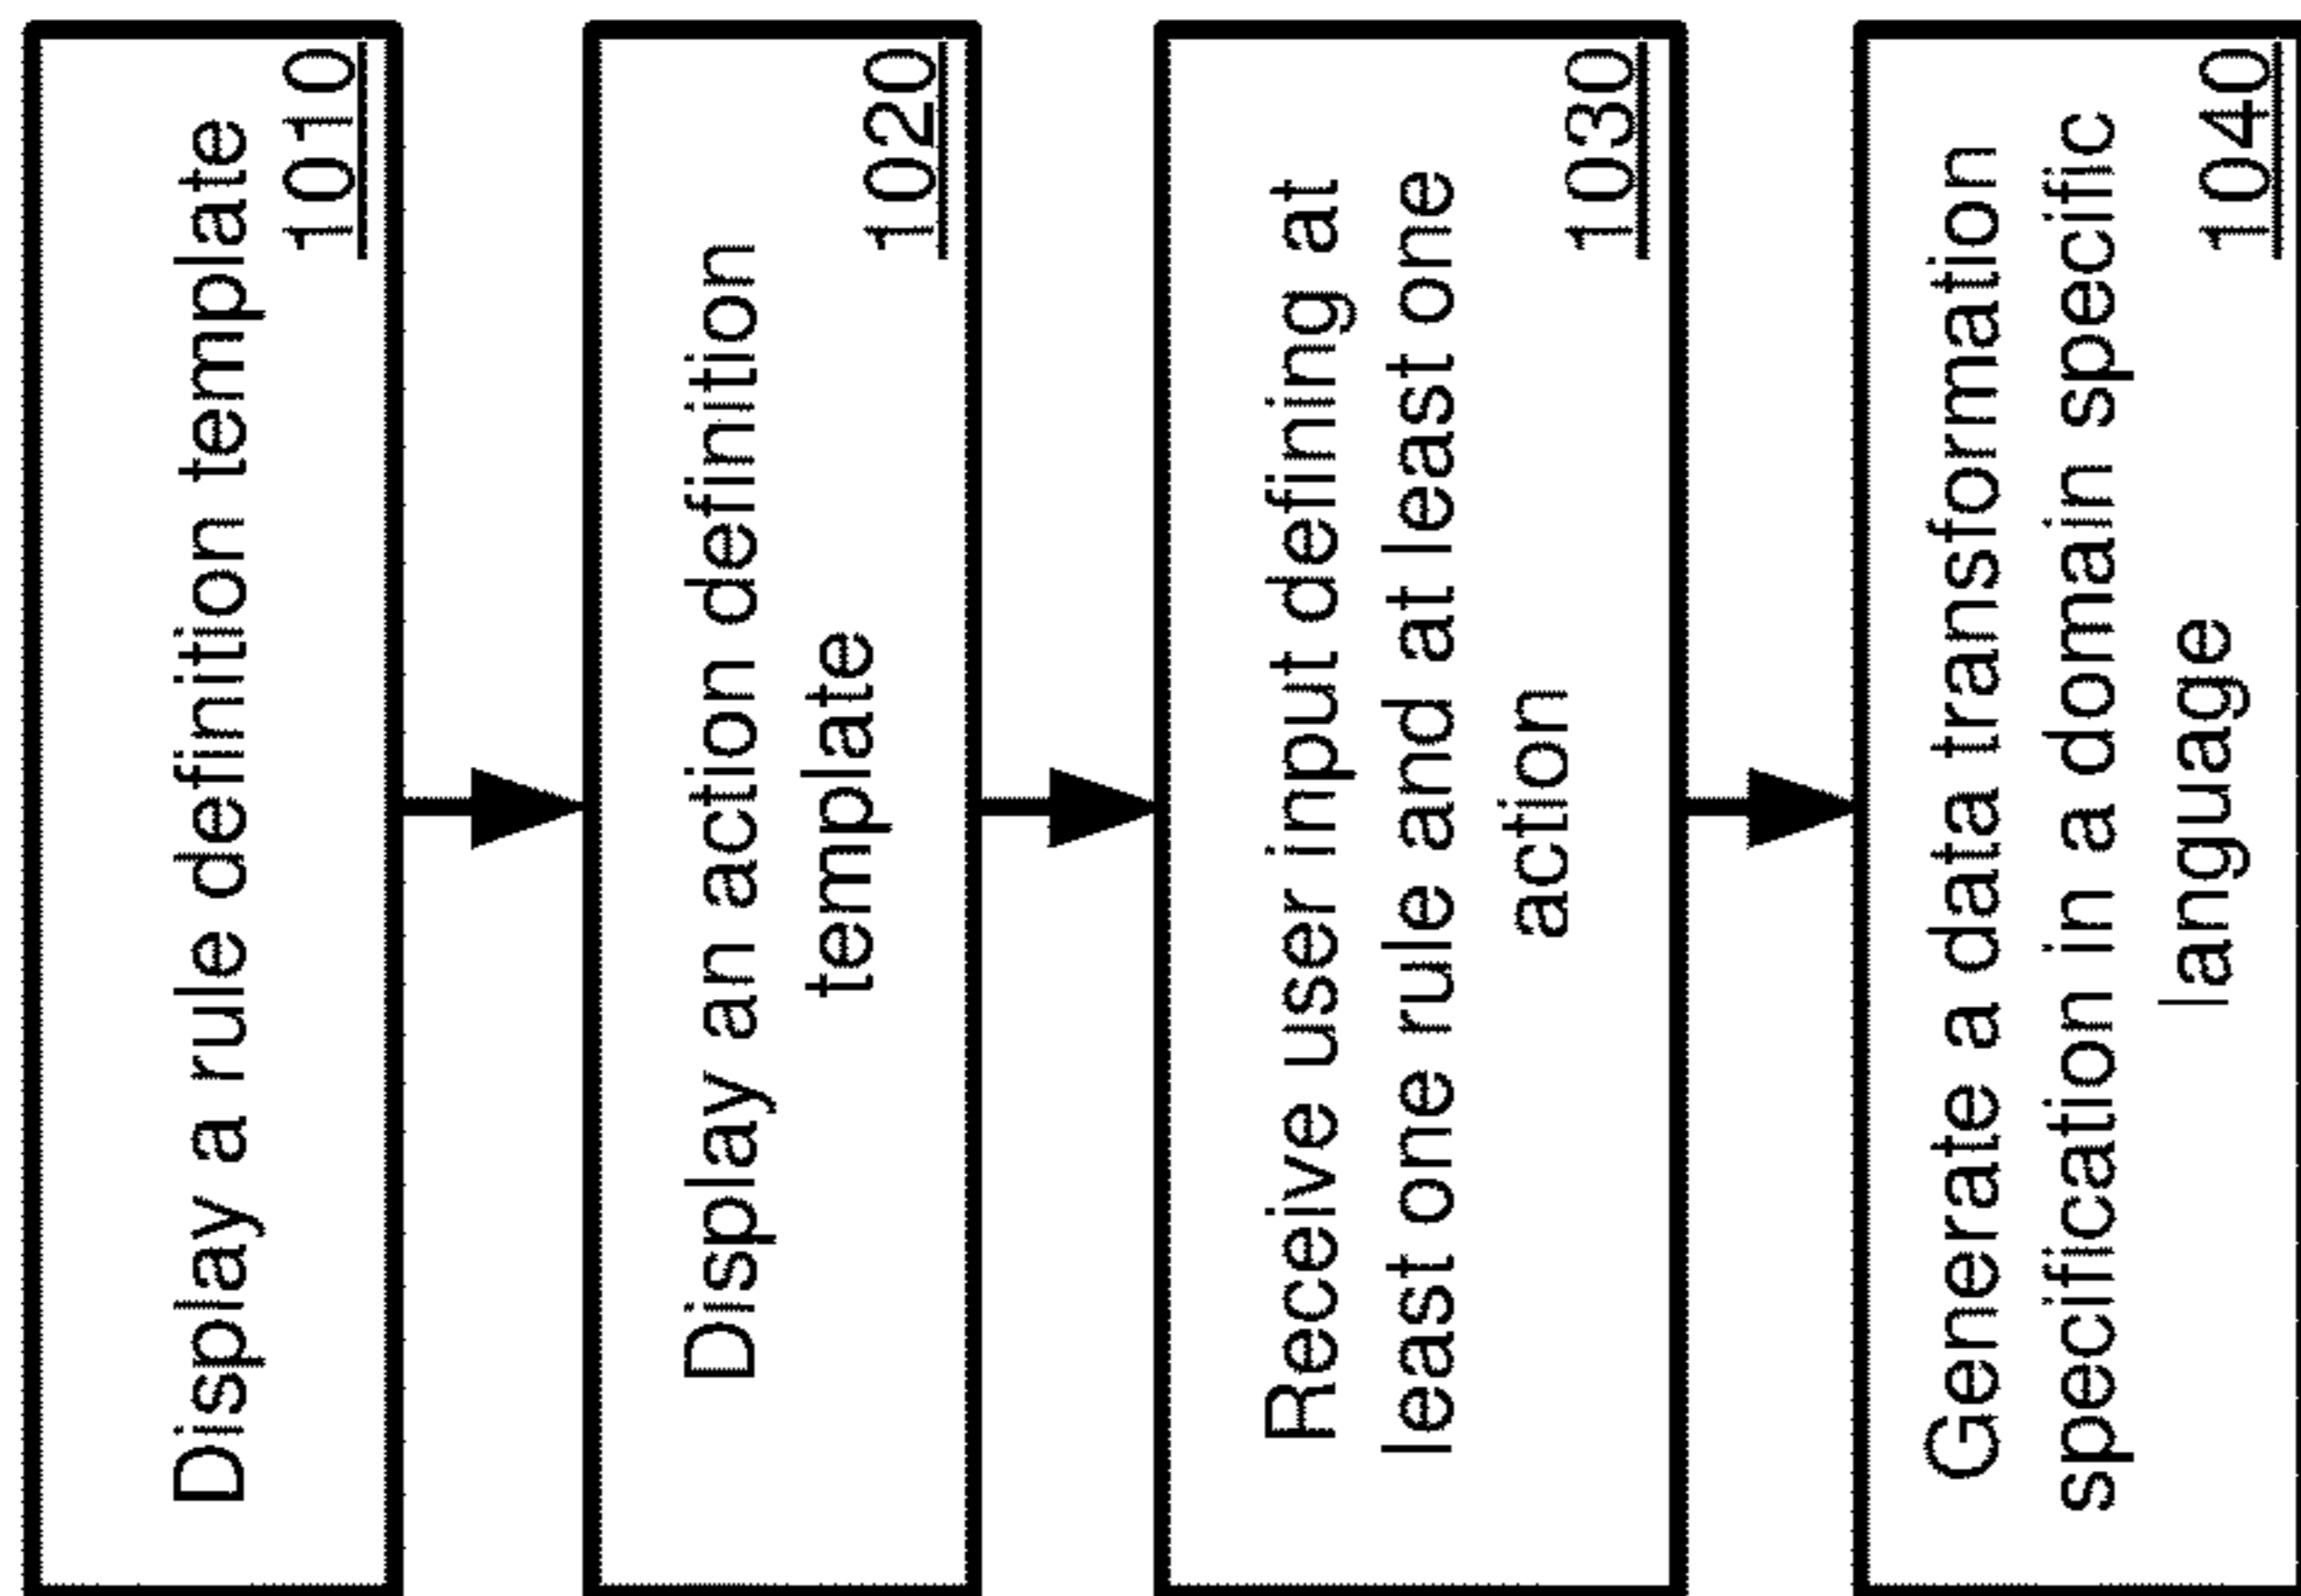 Display a rule definition template
1010
Display an action definition
template
1020
Receive user input defining at
least one rule and at least one
action
1030
Generate a data transformation
specification in a domain specific
language
1040